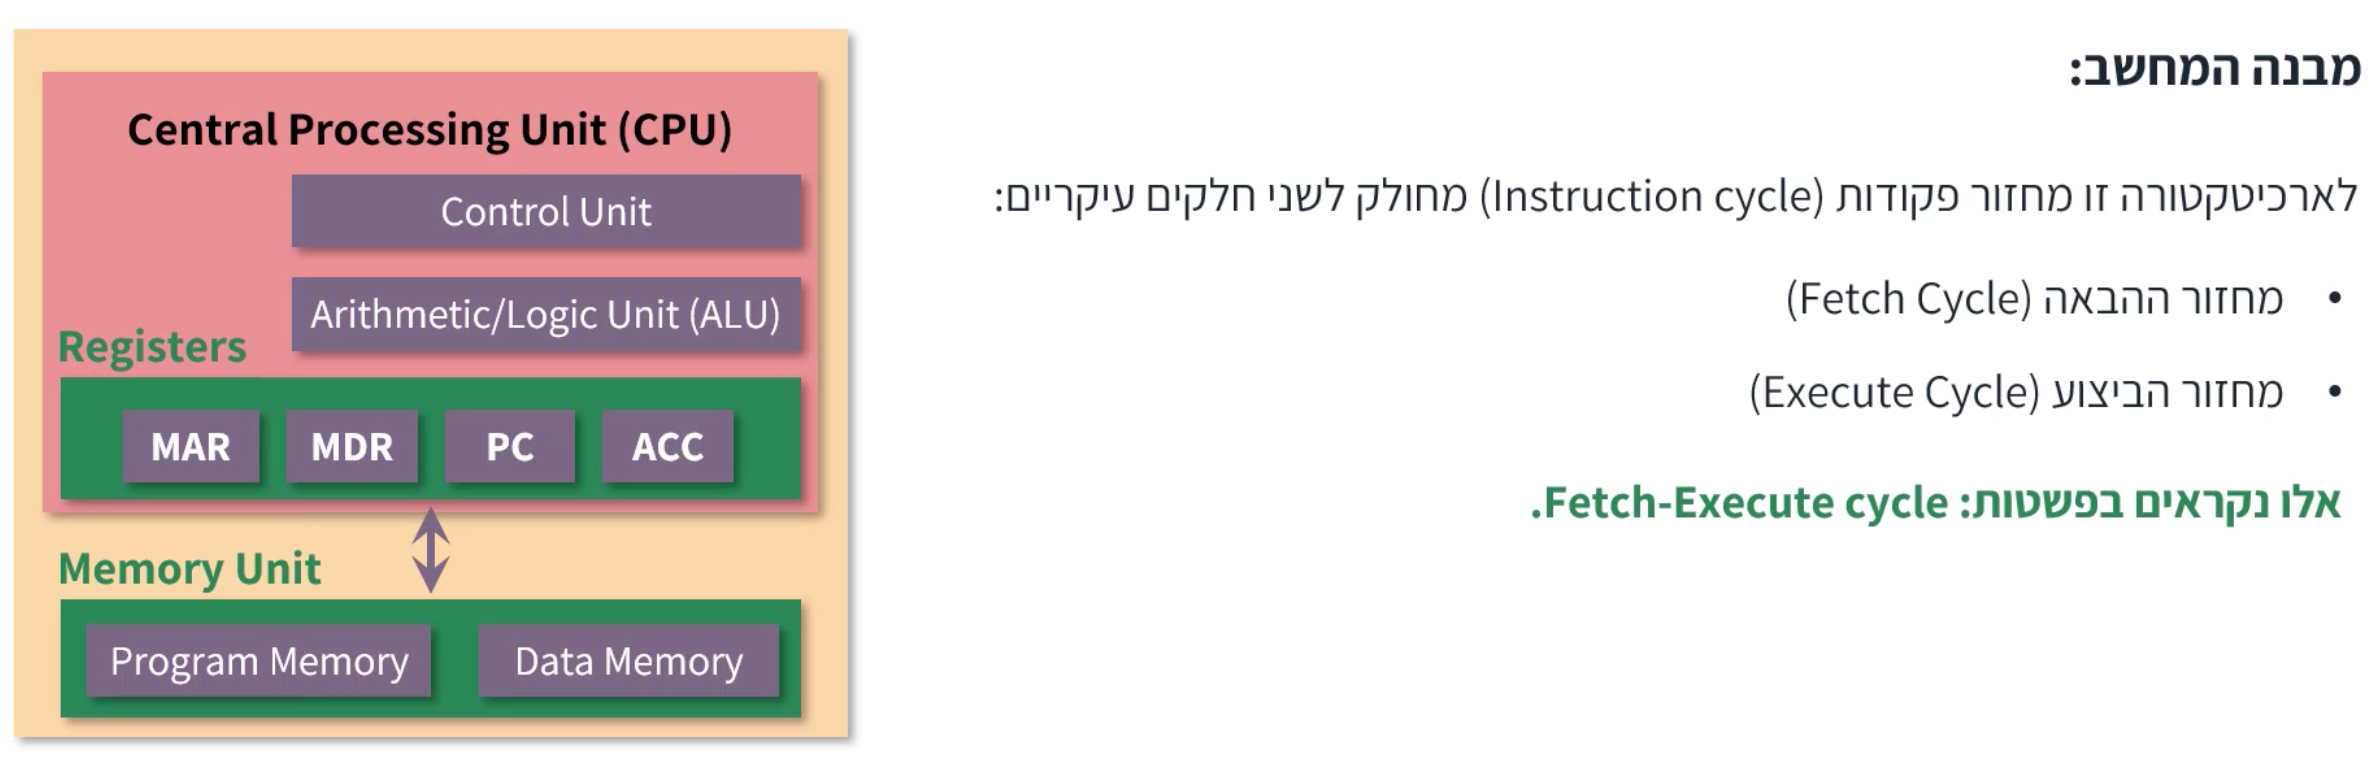 מבנה המחשב:
לארכיטקטורה זו מחזור פקודות (Instruction cycle) מחולק לשני חלקים עיקריים:
• מחזור ההבאה (Fetch Cycle)
• מחזור הביצוע (Execute Cycle)
אלו נקראים בפשטות: Fetch-Execute cycle.
Central Processing Unit (CPU)
Control Unit
Arithmetic/Logic Unit (ALU)
Registers
MAR MDR PC ACC
Memory Unit
Program Memory Data Memory